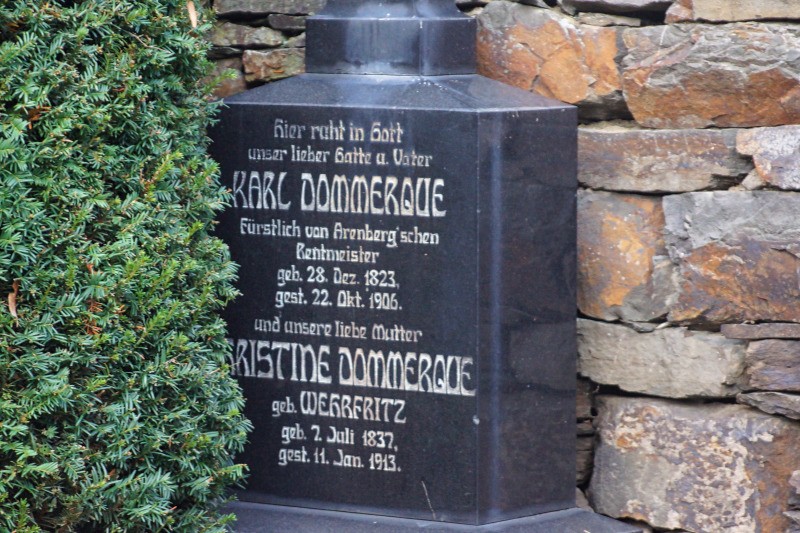 Hier ruht in Gott
unser lieber Gatte u. Vater
KARL DOMMERQUE
Fürstlich von Arenberg'schen
Rentmeister
geb. 28. Dez. 1823,
gest. 22. Okt. 1906.
und unsere liebe Mutter
RISTINE DOMMERQUE
geb. WEHRFRITZ
geb. 7. Juli 1837,
gest. 11. Jan. 1913.